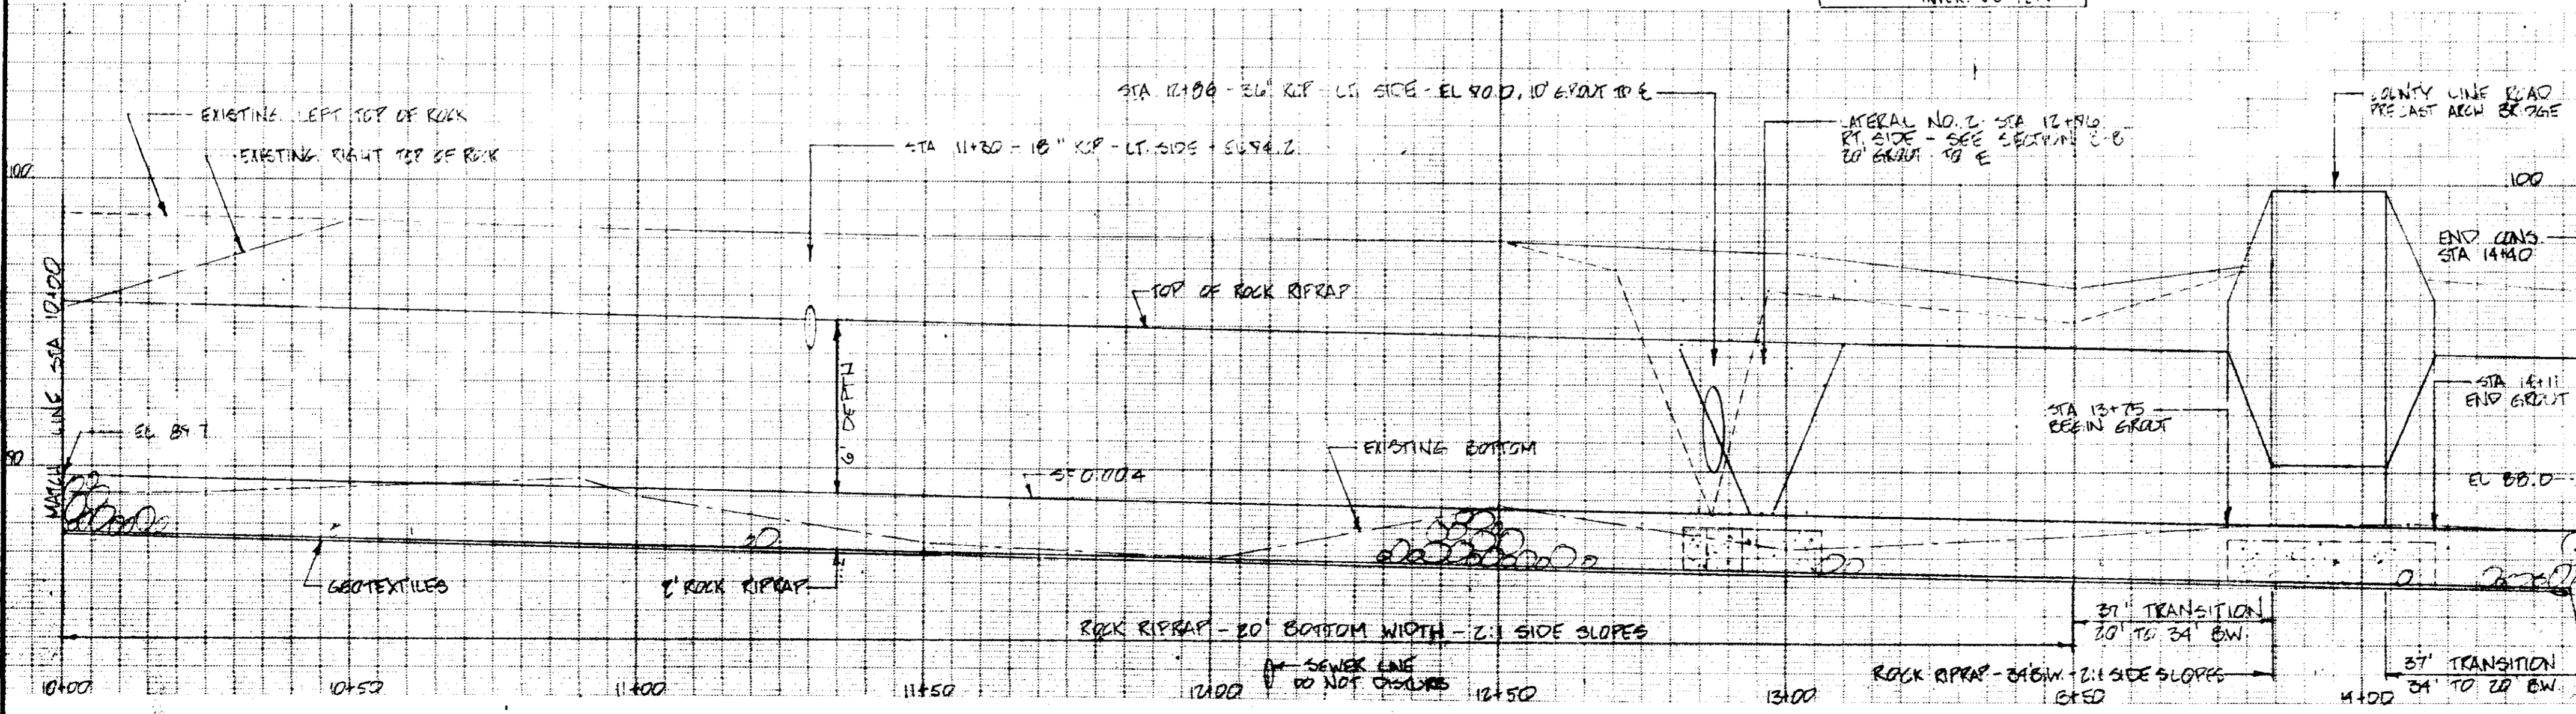 STA 12+86 - 36" RCP - LT. SIDE - EL 90.0, 10' GROUT TO ℄
COUNTY LINE ROAD
PRECAST ARCH BRIDGE
EXISTING LEFT TOP OF ROCK
EXISTING RIGHT TOP OF ROCK
STA 11+30 - 18" RCP - LT. SIDE - EL 94.2
LATERAL NO. 2 STA 12+96
RT. SIDE - SEE SECTION
20' GROUT TO ℄
100
100
END CONS.
STA 14+40
TOP OF ROCK RIPRAP
MATCH LINE STA 10+00
6' DEPTH
STA 14+11
END GROUT
STA 13+75
BEGIN GROUT
EL 89.7
EXISTING BOTTOM
90
S=0.004
EL 88.0
GEOTEXTILES
2' ROCK RIPRAP
37' TRANSITION
20' TO 34' BW.
ROCK RIPRAP - 20' BOTTOM WIDTH - 2:1 SIDE SLOPES
SEWER LINE
DO NOT DISTURB
ROCK RIPRAP - 34' B.W. - 2:1 SIDE SLOPES
37' TRANSITION
34' TO 20' BW.
10+00
10+50
11+00
11+50
12+00
12+50
13+00
13+50
14+00